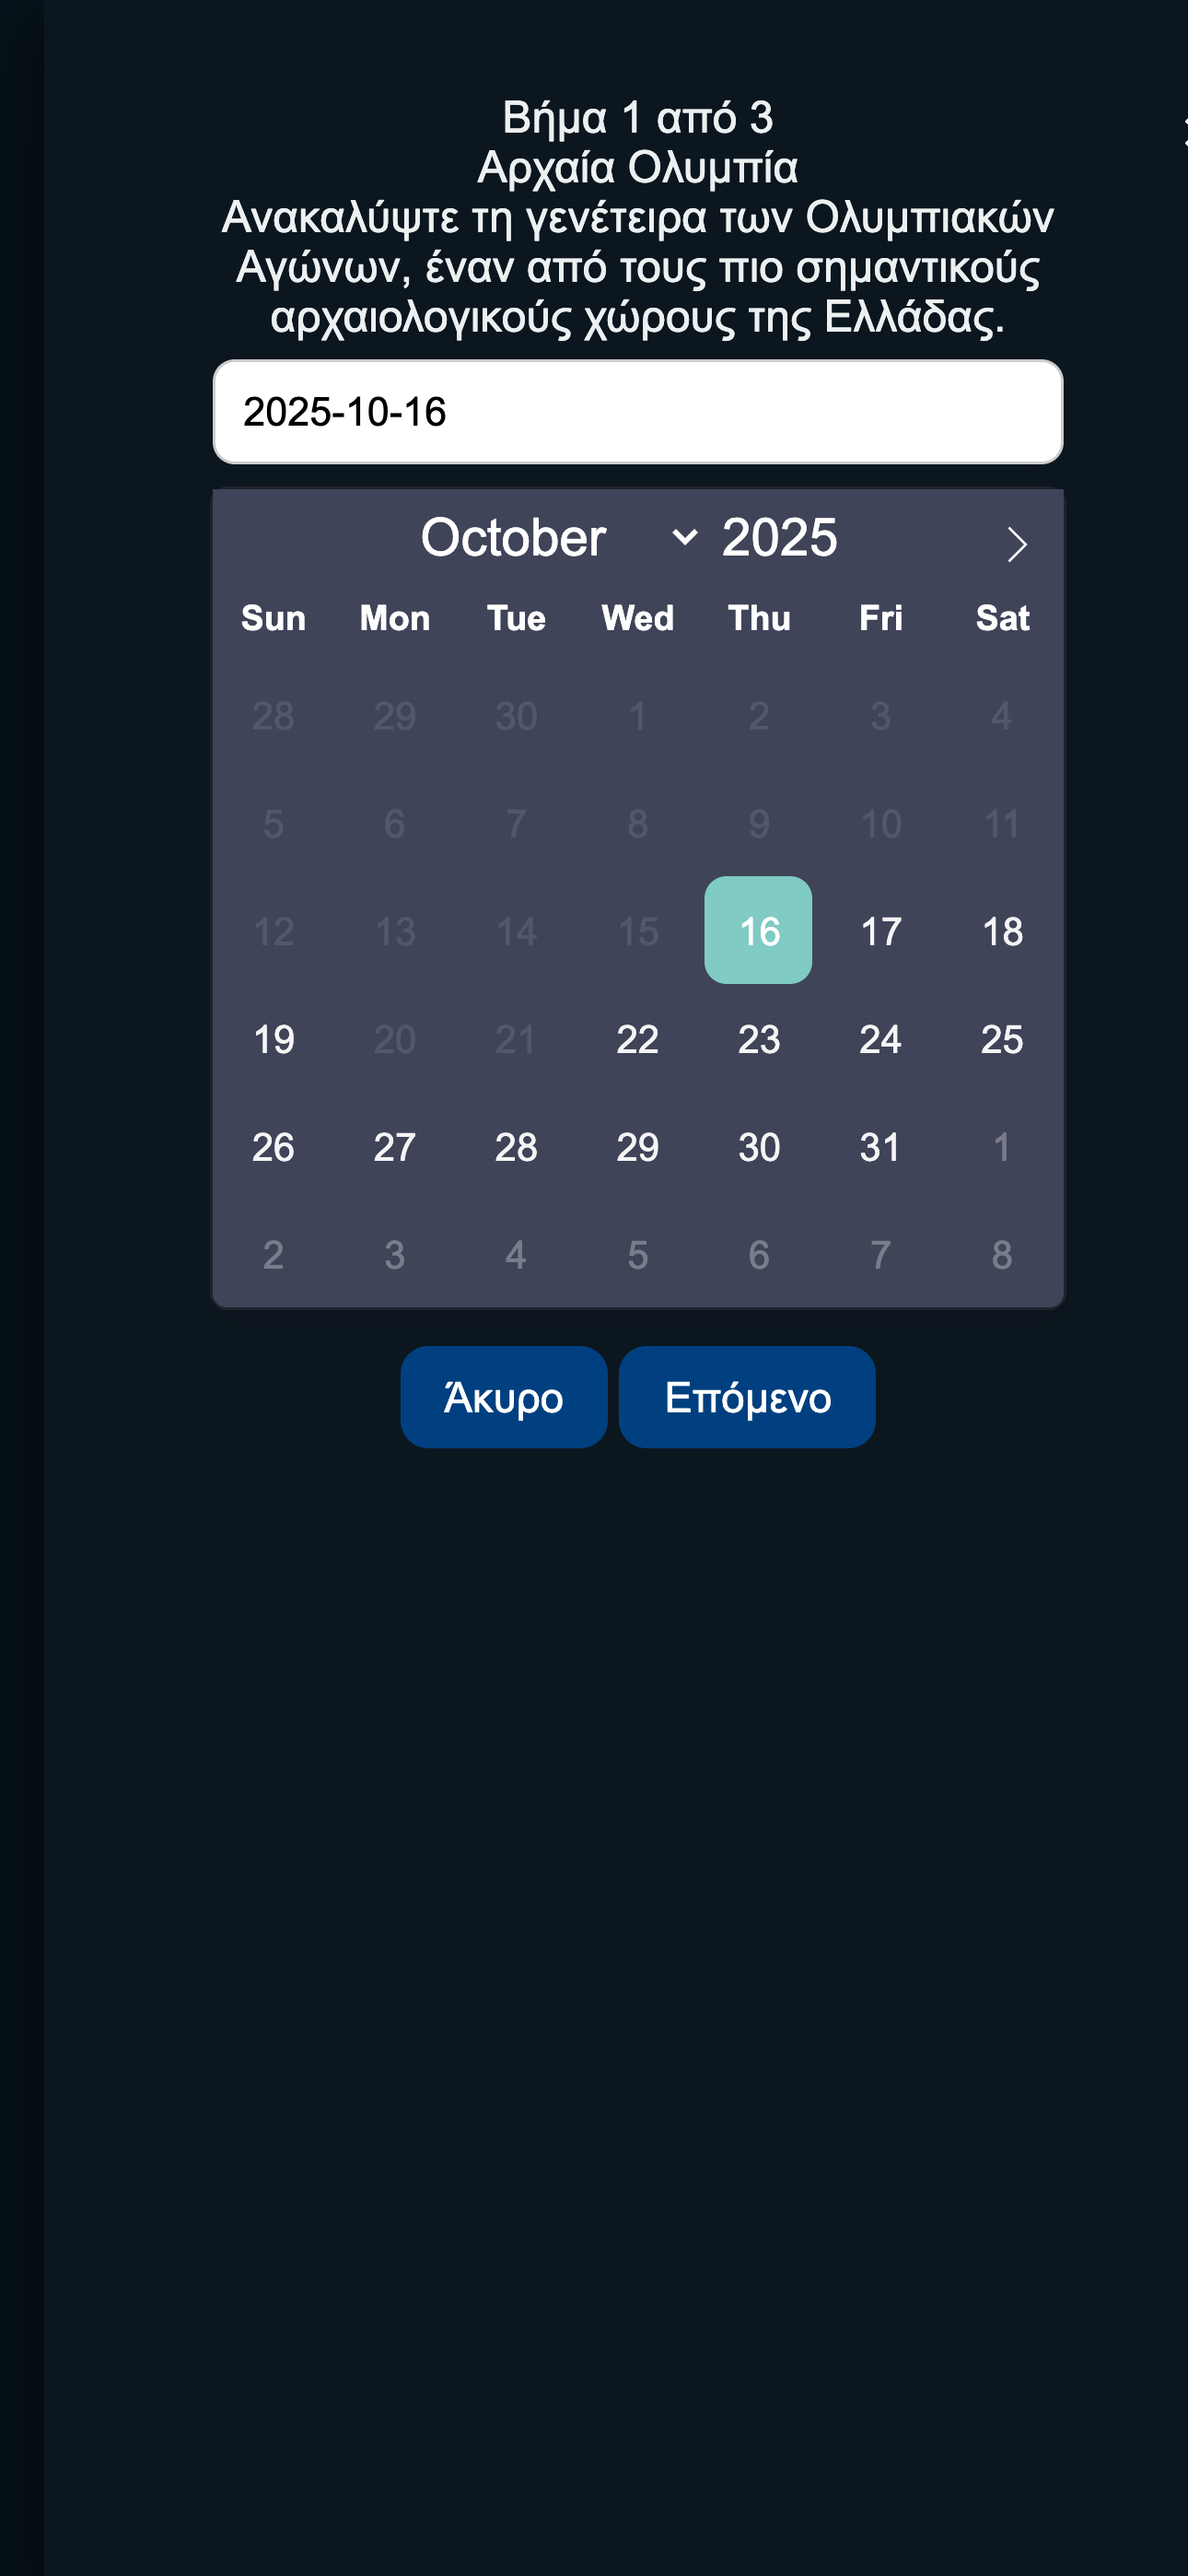 Βήμα 1 από 3
Αρχαία Ολυμπία
Ανακαλύψτε τη γενέτειρα των Ολυμπιακών
Αγώνων, έναν από τους πιο σημαντικούς
αρχαιολογικούς χώρους της Ελλάδας.
2025-10-16
October 2025
Sun Mon Tue Wed Thu Fri Sat
28 29 30 1 2 3 4
5 6 7 8 9 10 11
12 13 14 15 16 17 18
19 20 21 22 23 24 25
26 27 28 29 30 31 1
2 3 4 5 6 7 8
Άκυρο Επόμενο